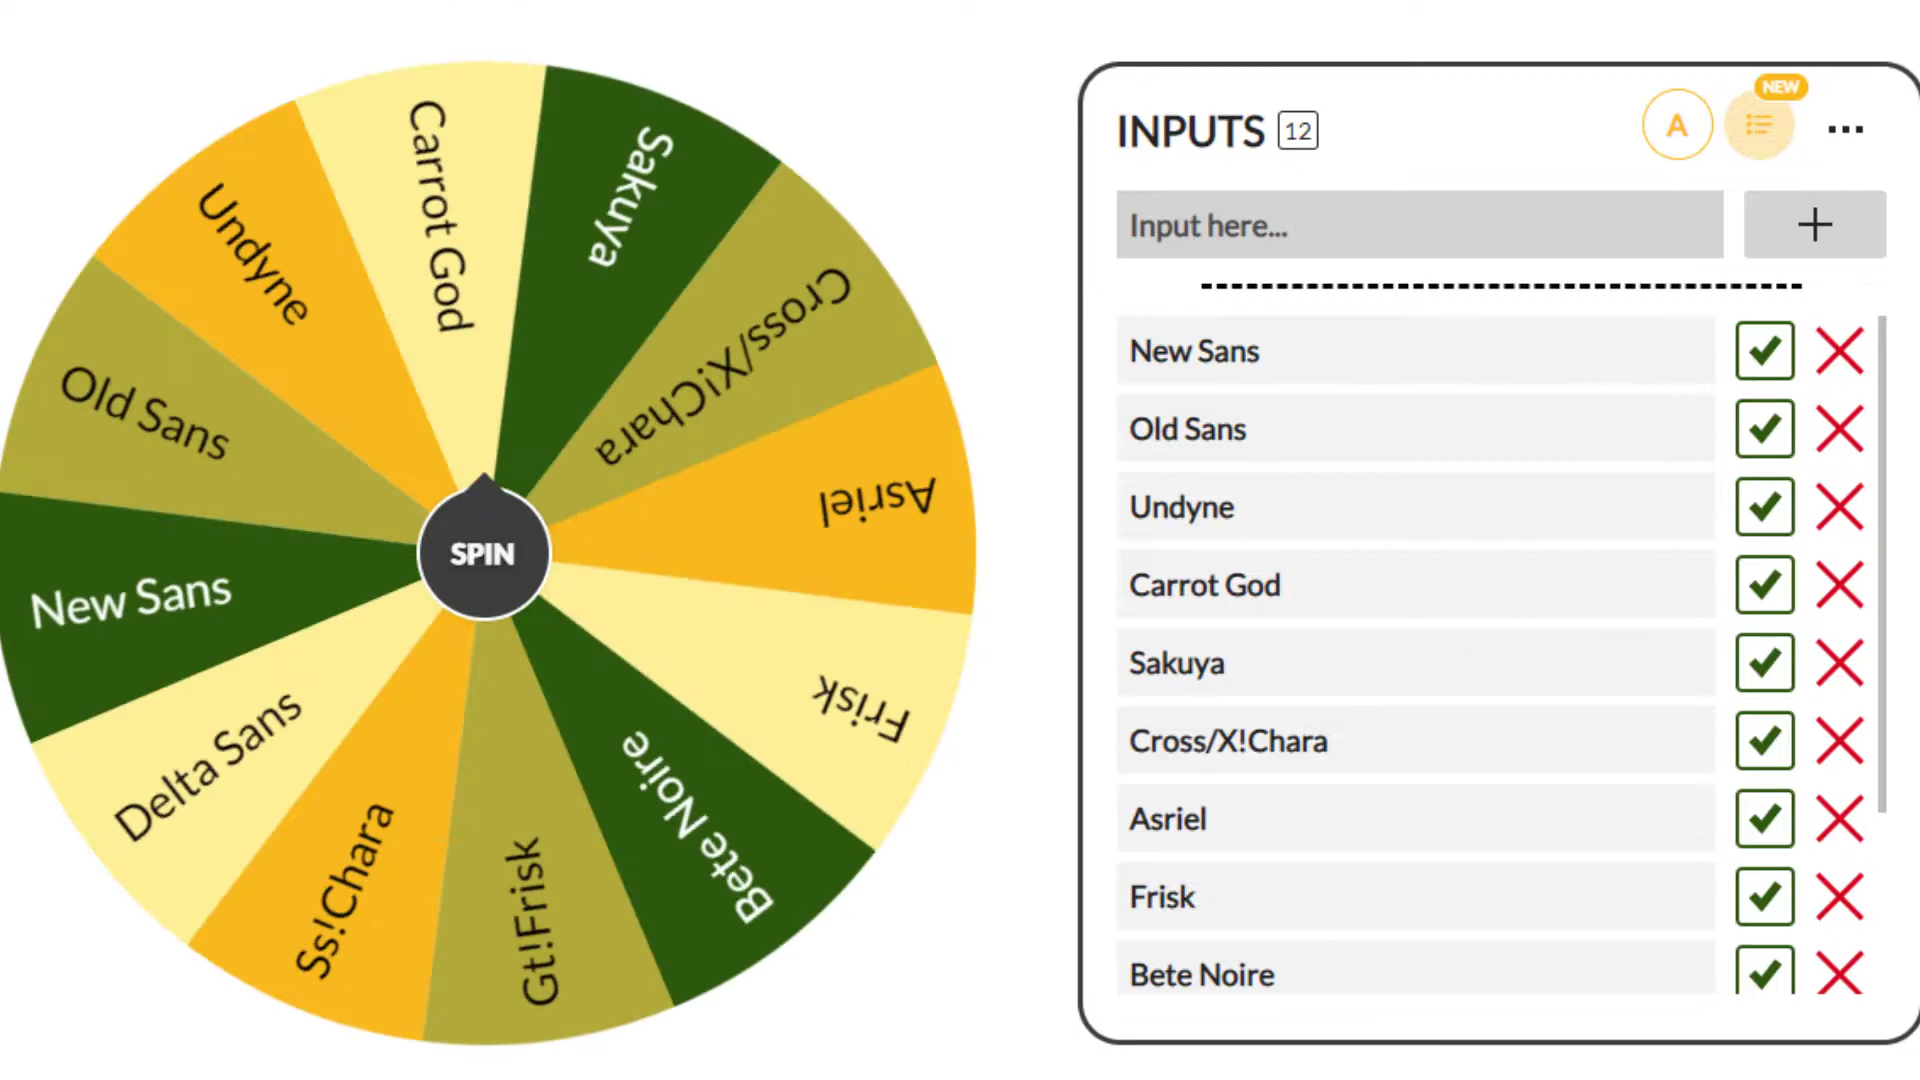 Carrot God
Sakuya
Undyne
Cross/X!Chara
Old Sans
Asriel
SPIN
New Sans
Frisk
Delta Sans
Bete Noire
Ss!Chara
Gt!Frisk
INPUTS 12
A
NEW
...
Input here...
+
New Sans
Old Sans
Undyne
Carrot God
Sakuya
Cross/X!Chara
Asriel
Frisk
Bete Noire